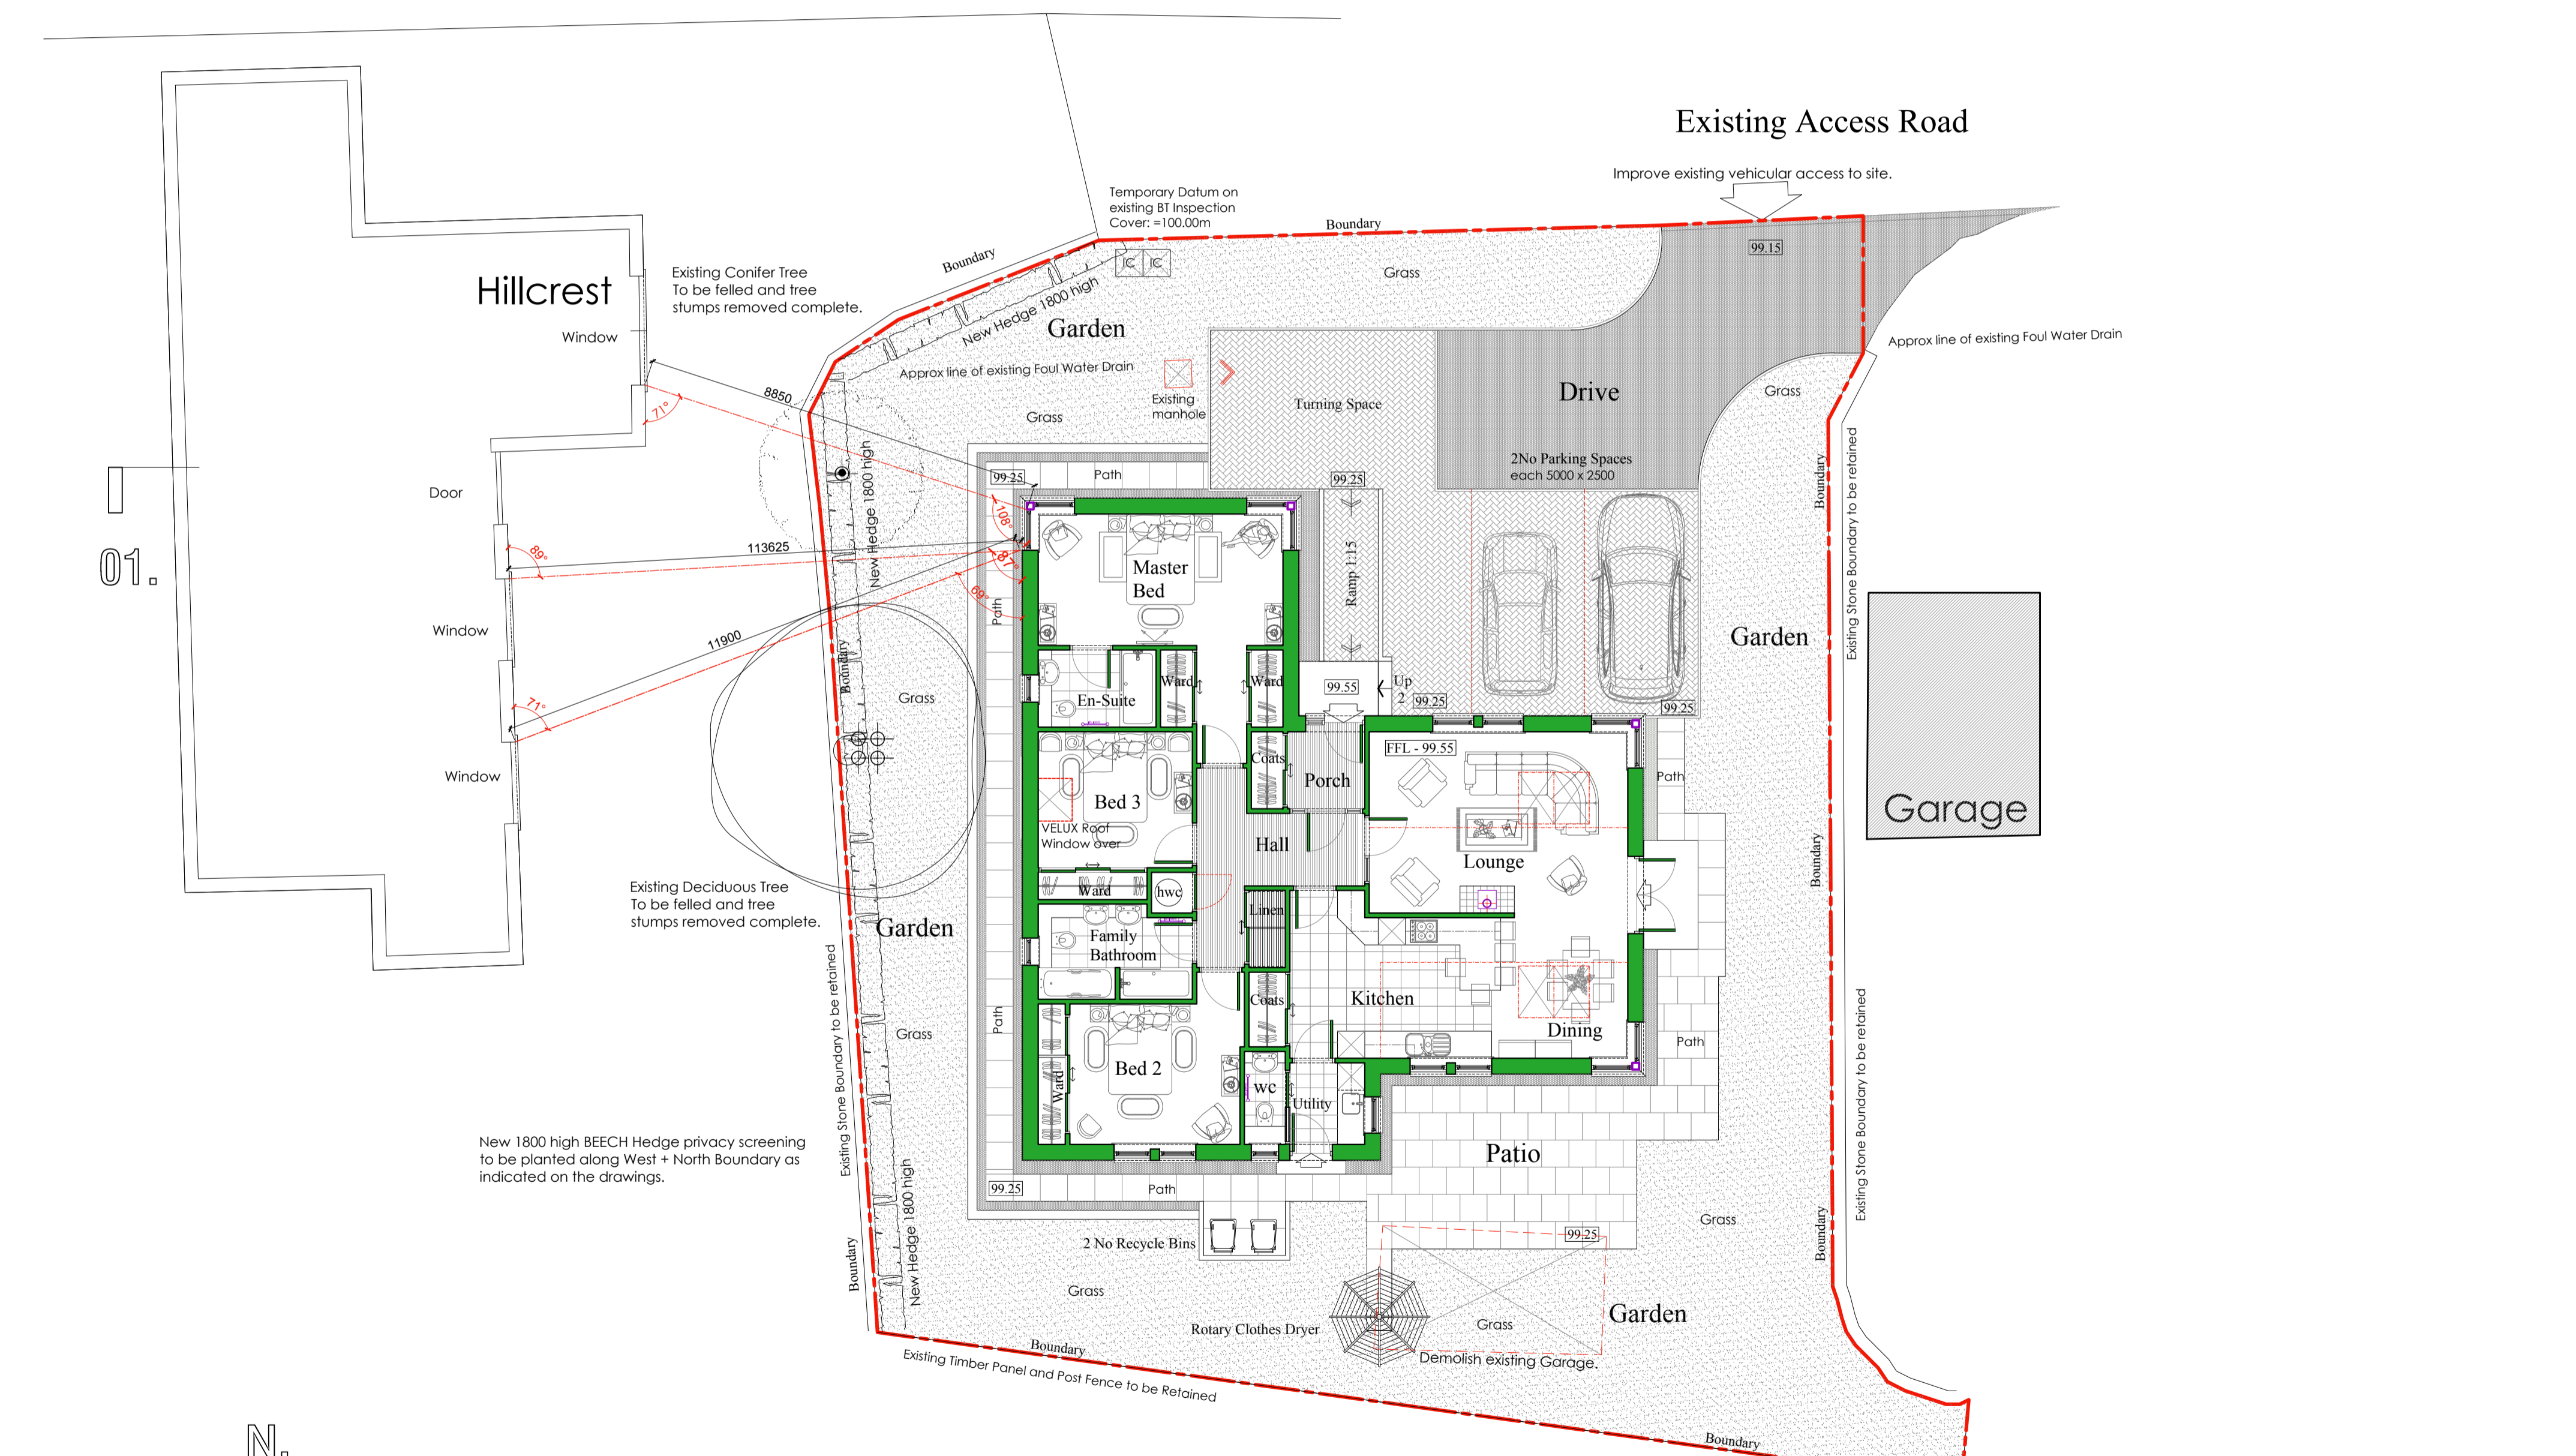 Existing Access Road
Improve existing vehicular access to site.
Temporary Datum on
existing BT Inspection
Cover: =100.00m
Boundary
Boundary
99.15
IC
IC
Grass
Hillcrest
Window
Existing Conifer Tree
To be felled and tree
stumps removed complete.
New Hedge 1800 high
Garden
Approx line of existing Foul Water Drain
Approx line of existing Foul Water Drain
Existing
manhole
Grass
Turning Space
Drive
Grass
8850
71°
2No Parking Spaces
each 5000 x 2500
99.25
Path
99.25
Door
New Hedge 1800 high
108°
Boundary
Existing Stone Boundary to be retained
01.
89°
113625
87°
69°
Master
Bed
Ramp 1:15
Path
Window
11900
Boundary
Garden
Grass
En-Suite
Ward
Ward
99.55
Up
2
99.25
99.25
71°
Window
FFL - 99.55
Coats
Porch
Path
Bed 3
VELUX Roof
Window over
Hall
Lounge
Garage
Boundary
Ward
hwc
Linen
Existing Deciduous Tree
To be felled and tree
stumps removed complete.
Garden
Family
Bathroom
Kitchen
Coats
Dining
Grass
Path
Path
Existing Stone Boundary to be retained
Existing Stone Boundary to be retained
Bed 2
Ward
wc
Utility
New 1800 high BEECH Hedge privacy screening
to be planted along West + North Boundary as
indicated on the drawings.
Patio
99.25
Path
New Hedge 1800 high
Boundary
2 No Recycle Bins
99.25
Grass
Boundary
Grass
Rotary Clothes Dryer
Grass
Garden
Demolish existing Garage.
Boundary
Existing Timber Panel and Post Fence to be Retained
Boundary
N.